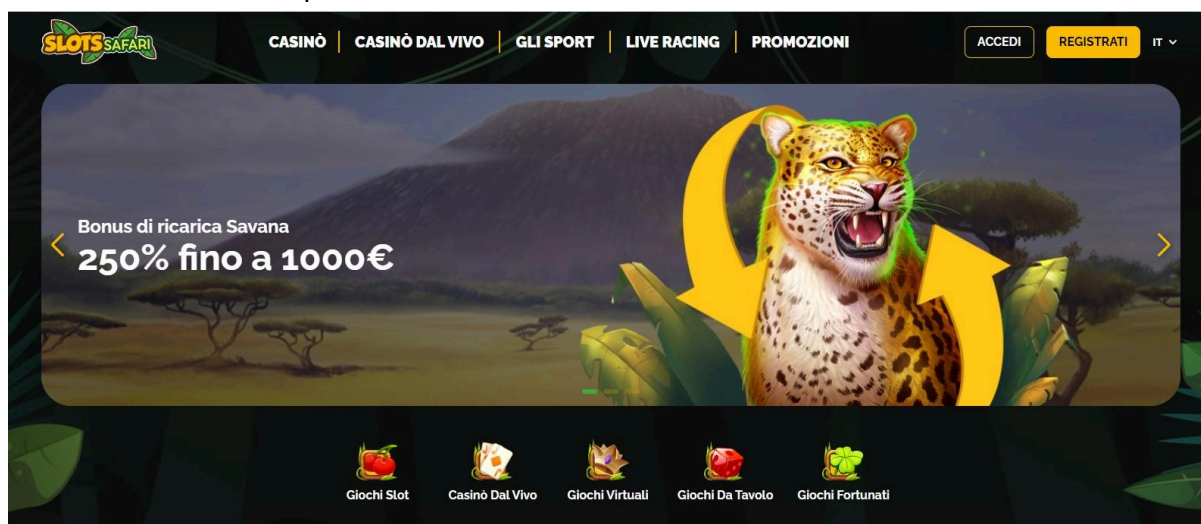 SLOTS SAFARI
CASINÒ
CASINÒ DAL VIVO
GLI SPORT
LIVE RACING
PROMOZIONI
ACCEDI
REGISTRATI
IT
Bonus di ricarica Savana
250% fino a 1000€
Giochi Slot
Casinò Dal Vivo
Giochi Virtuali
Giochi Da Tavolo
Giochi Fortunati